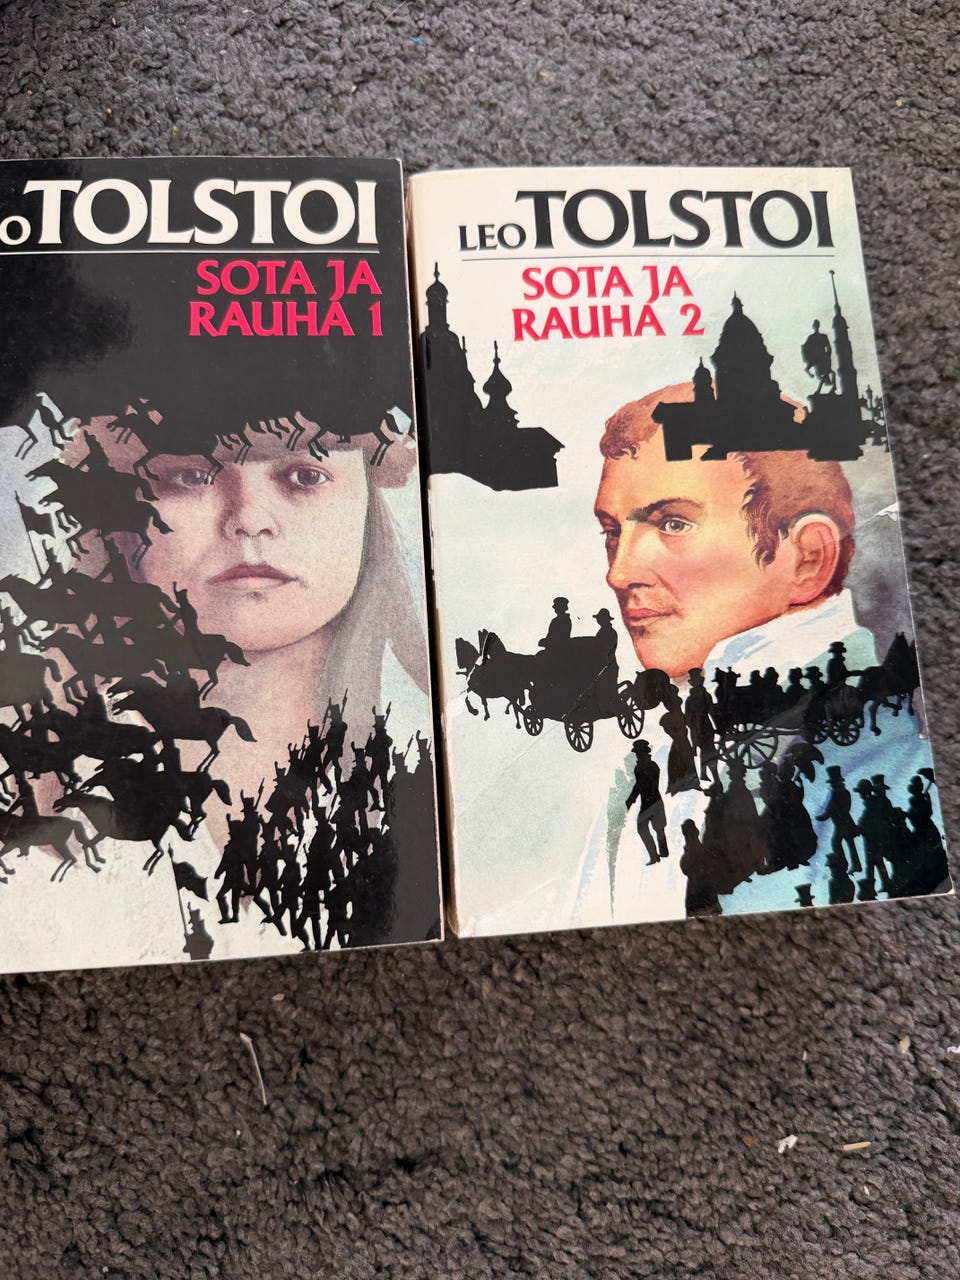 O TOLSTOI
SOTA JA
RAUHA 1
LEO TOLSTOI
SOTA JA
RAUHA 2